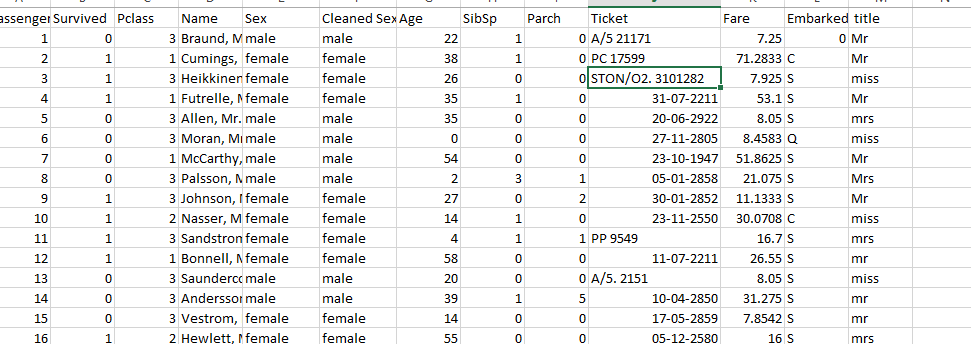 assenger Survived Pclass Name Sex Cleaned Sex Age SibSp Parch Ticket Fare Embarked title
1 0 3 Braund, M male male 22 1 0 A/5 21171 7.25 0 Mr
2 1 1 Cumings, female female 38 1 0 PC 17599 71.2833 C Mr
3 1 3 Heikkinen female female 26 0 0 STON/O2. 3101282 7.925 S miss
4 1 1 Futrelle, M female female 35 1 0 31-07-2211 53.1 S Mr
5 0 3 Allen, Mr. male male 35 0 0 20-06-2922 8.05 S mrs
6 0 3 Moran, Mr male male 0 0 0 27-11-2805 8.4583 Q miss
7 0 1 McCarthy, male male 54 0 0 23-10-1947 51.8625 S Mr
8 0 3 Palsson, M male male 2 3 1 05-01-2858 21.075 S Mrs
9 1 3 Johnson, female female 27 0 2 30-01-2852 11.1333 S Mr
10 1 2 Nasser, M female female 14 1 0 23-11-2550 30.0708 C miss
11 1 3 Sandstron female female 4 1 1 PP 9549 16.7 S mrs
12 1 1 Bonnell, M female female 58 0 0 11-07-2211 26.55 S mr
13 0 3 Saunderco male male 20 0 0 A/5. 2151 8.05 S miss
14 0 3 Andersson male male 39 1 5 10-04-2850 31.275 S mr
15 0 3 Vestrom, female female 14 0 0 17-05-2859 7.8542 S mr
16 1 2 Hewlett, female female 55 0 0 05-12-2580 16 S mrs